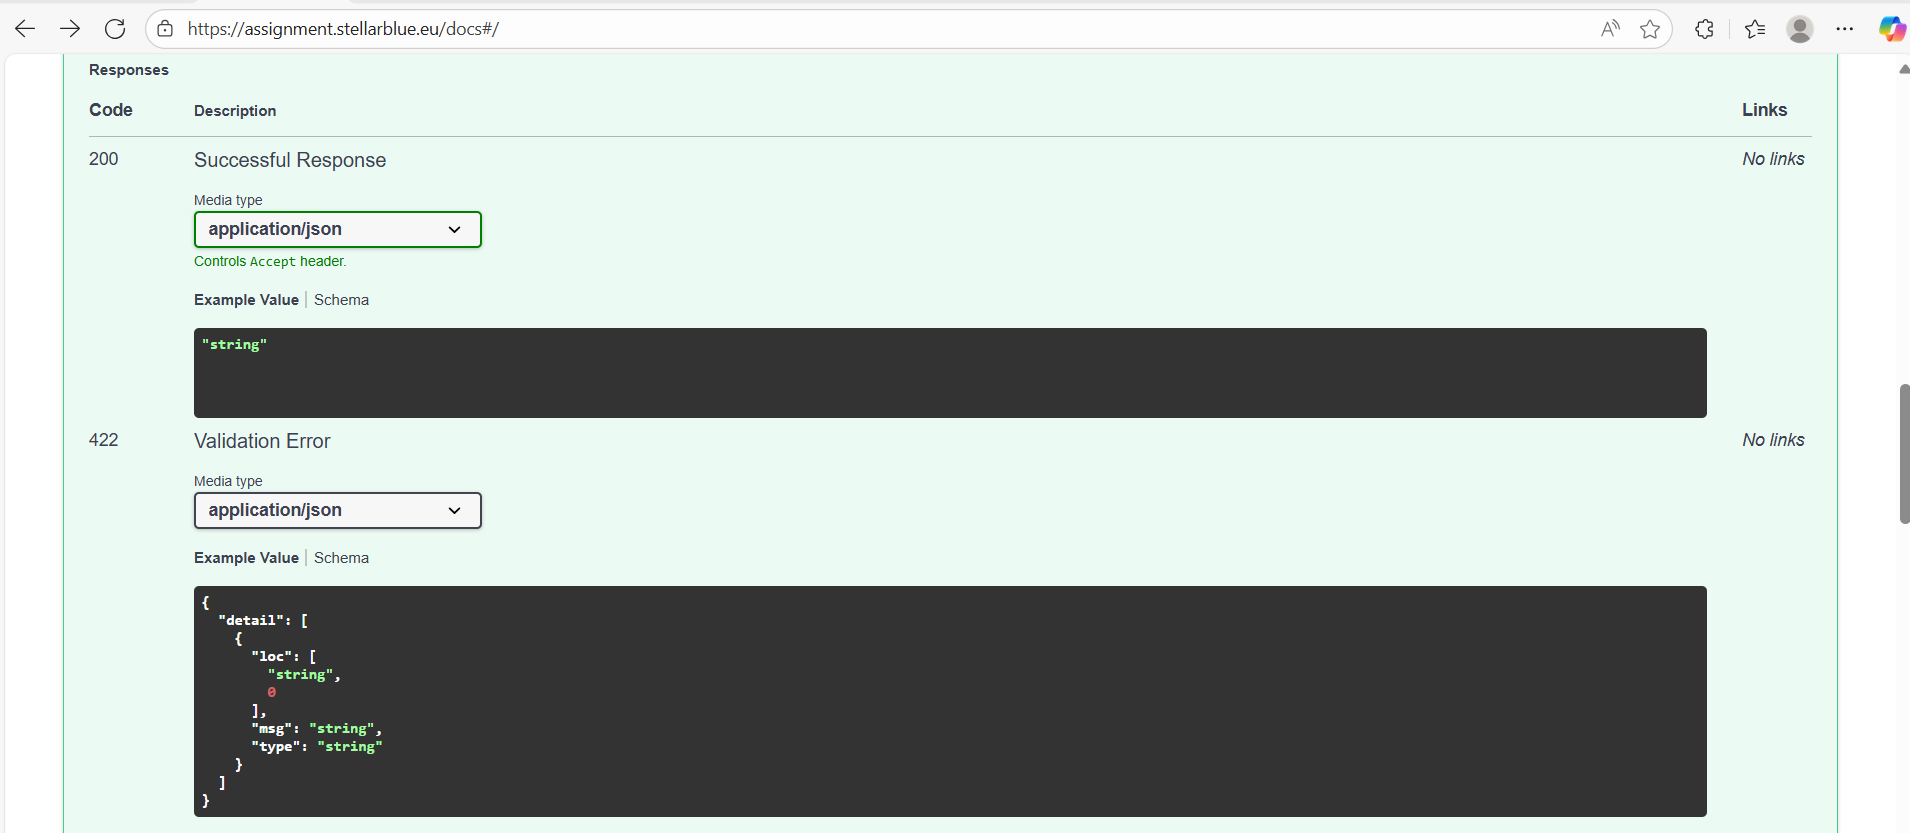 https://assignment.stellarblue.eu/docs#/
Responses
Code Description Links
200 Successful Response No links
Media type
application/json
Controls Accept header.
Example Value Schema
"string"
422 Validation Error No links
Media type
application/json
Example Value Schema
{
  "detail": [
    {
      "loc": [
        "string",
        0
      ],
      "msg": "string",
      "type": "string"
    }
  ]
}